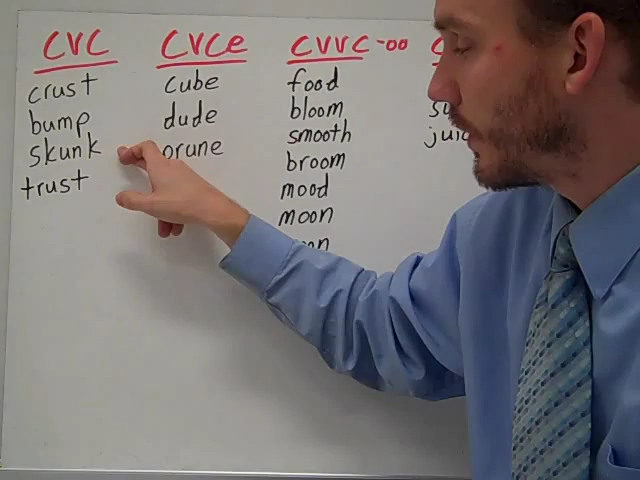 CVC
crust
bump
skunk
trust
CVCe
cube
dude
prune
CVVC-oo
food
bloom
smooth
broom
mood
moon